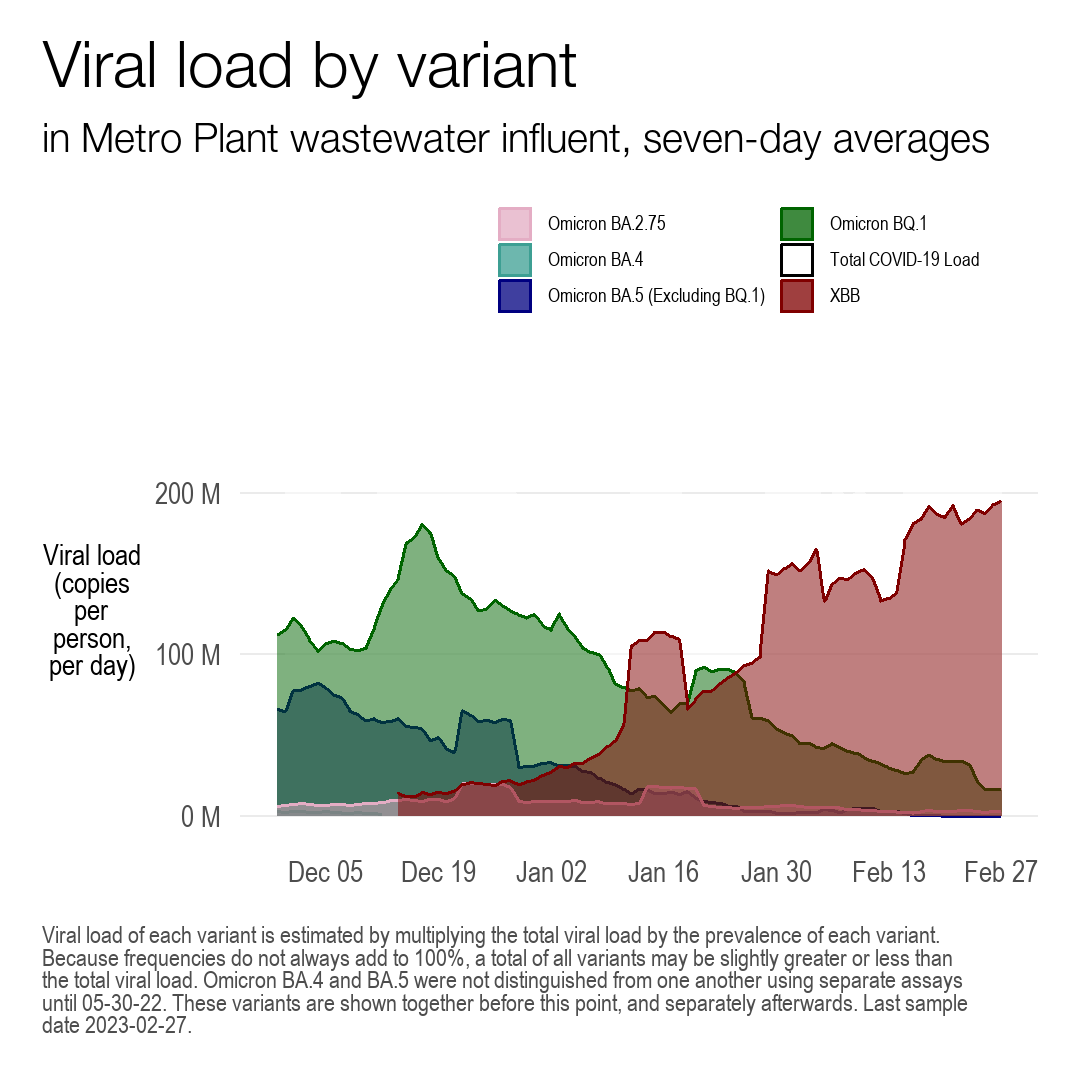 Viral load by variant
in Metro Plant wastewater influent, seven-day averages
Omicron BA.2.75
Omicron BQ.1
Omicron BA.4
Total COVID-19 Load
Omicron BA.5 (Excluding BQ.1)
XBB
200 M
Viral load
(copies
per
person,
per day)
100 M
0 M
Dec 05
Dec 19
Jan 02
Jan 16
Jan 30
Feb 13
Feb 27
Viral load of each variant is estimated by multiplying the total viral load by the prevalence of each variant.
Because frequencies do not always add to 100%, a total of all variants may be slightly greater or less than
the total viral load. Omicron BA.4 and BA.5 were not distinguished from one another using separate assays
until 05-30-22. These variants are shown together before this point, and separately afterwards. Last sample
date 2023-02-27.